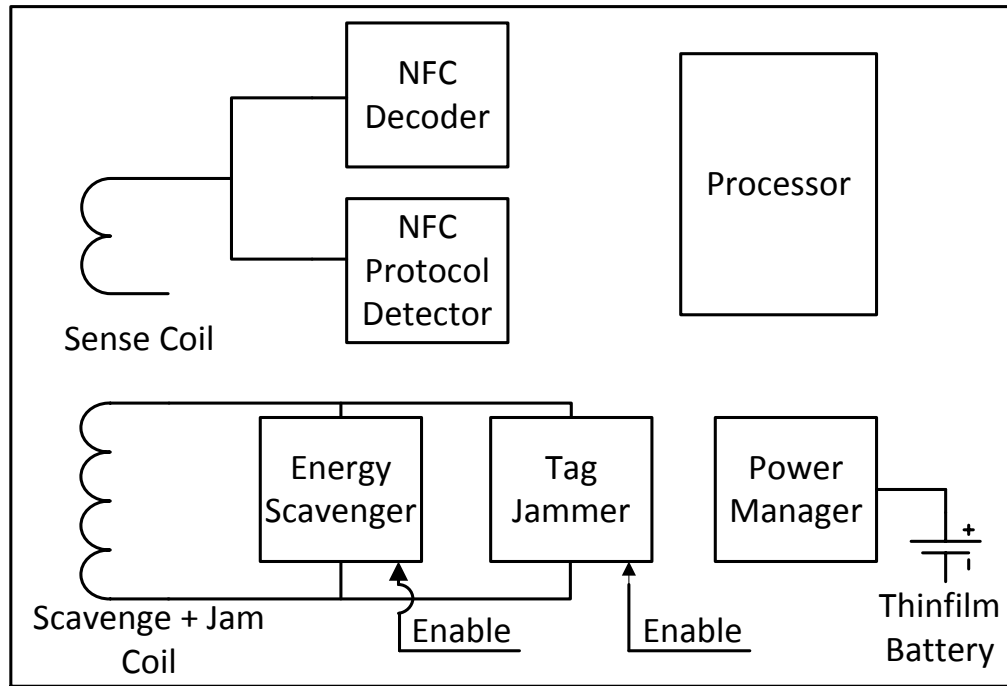 NFC
Decoder
Processor
NFC
Protocol
Detector
Sense Coil
Energy
Scavenger
Tag
Jammer
Power
Manager
+
-
Scavenge + Jam
Coil
Enable
Enable
Thinfilm
Battery